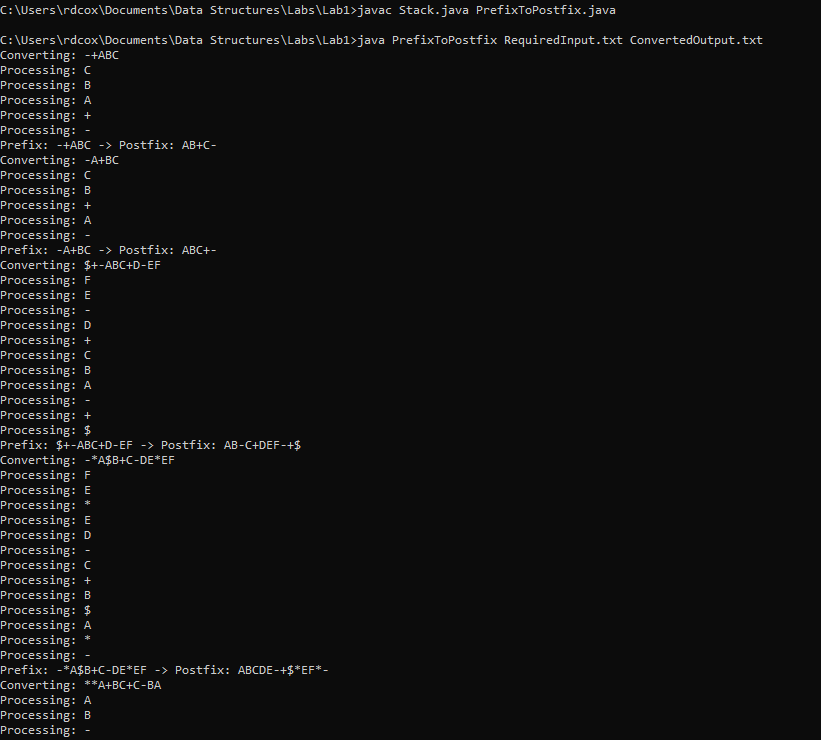 C:\Users\rdcox\Documents\Data Structures\Labs\Lab1>javac Stack.java PrefixToPostfix.java
C:\Users\rdcox\Documents\Data Structures\Labs\Lab1>java PrefixToPostfix RequiredInput.txt ConvertedOutput.txt
Converting: -+ABC
Processing: C
Processing: B
Processing: A
Processing: +
Processing: -
Prefix: -+ABC -> Postfix: AB+C-
Converting: -A+BC
Processing: C
Processing: B
Processing: +
Processing: A
Processing: -
Prefix: -A+BC -> Postfix: ABC+-
Converting: $+-ABC+D-EF
Processing: F
Processing: E
Processing: -
Processing: D
Processing: +
Processing: C
Processing: B
Processing: A
Processing: -
Processing: +
Processing: $
Prefix: $+-ABC+D-EF -> Postfix: AB-C+DEF-+$
Converting: -*A$B+C-DE*EF
Processing: F
Processing: E
Processing: *
Processing: E
Processing: D
Processing: -
Processing: C
Processing: +
Processing: B
Processing: $
Processing: A
Processing: *
Processing: -
Prefix: -*A$B+C-DE*EF -> Postfix: ABCDE-+$*EF*-
Converting: **A+BC+C-BA
Processing: A
Processing: B
Processing: -